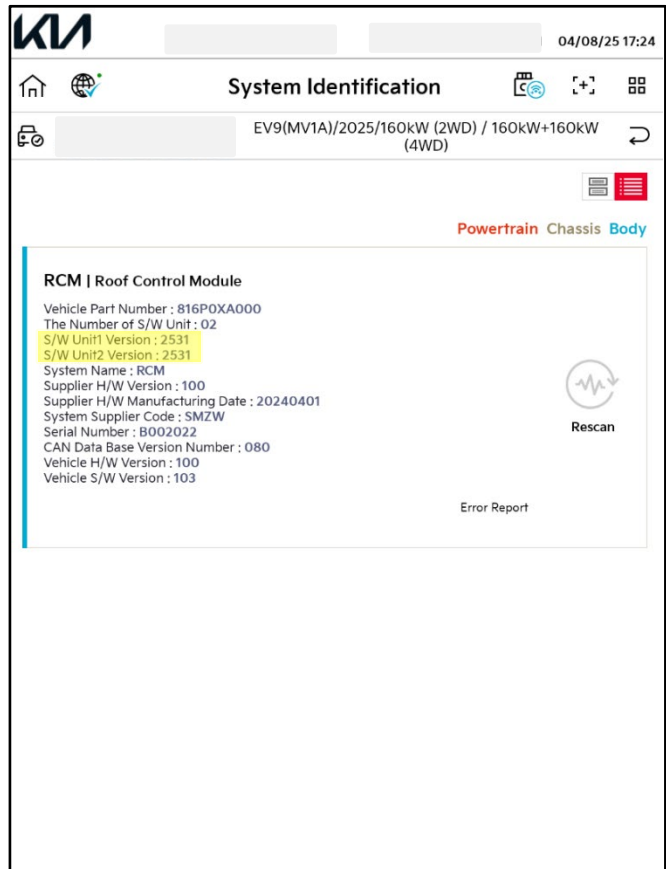 KIA
04/08/25 17:24
System Identification
EV9(MV1A)/2025/160kW (2WD) / 160kW+160kW
(4WD)
Powertrain Chassis Body
RCM | Roof Control Module
Vehicle Part Number : 816P0XA000
The Number of S/W Unit : 02
S/W Unit1 Version : 2531
S/W Unit2 Version : 2531
System Name : RCM
Supplier H/W Version : 100
Supplier H/W Manufacturing Date : 20240401
System Supplier Code : SMZW
Serial Number : B002022
CAN Data Base Version Number : 080
Vehicle H/W Version : 100
Vehicle S/W Version : 103
Rescan
Error Report